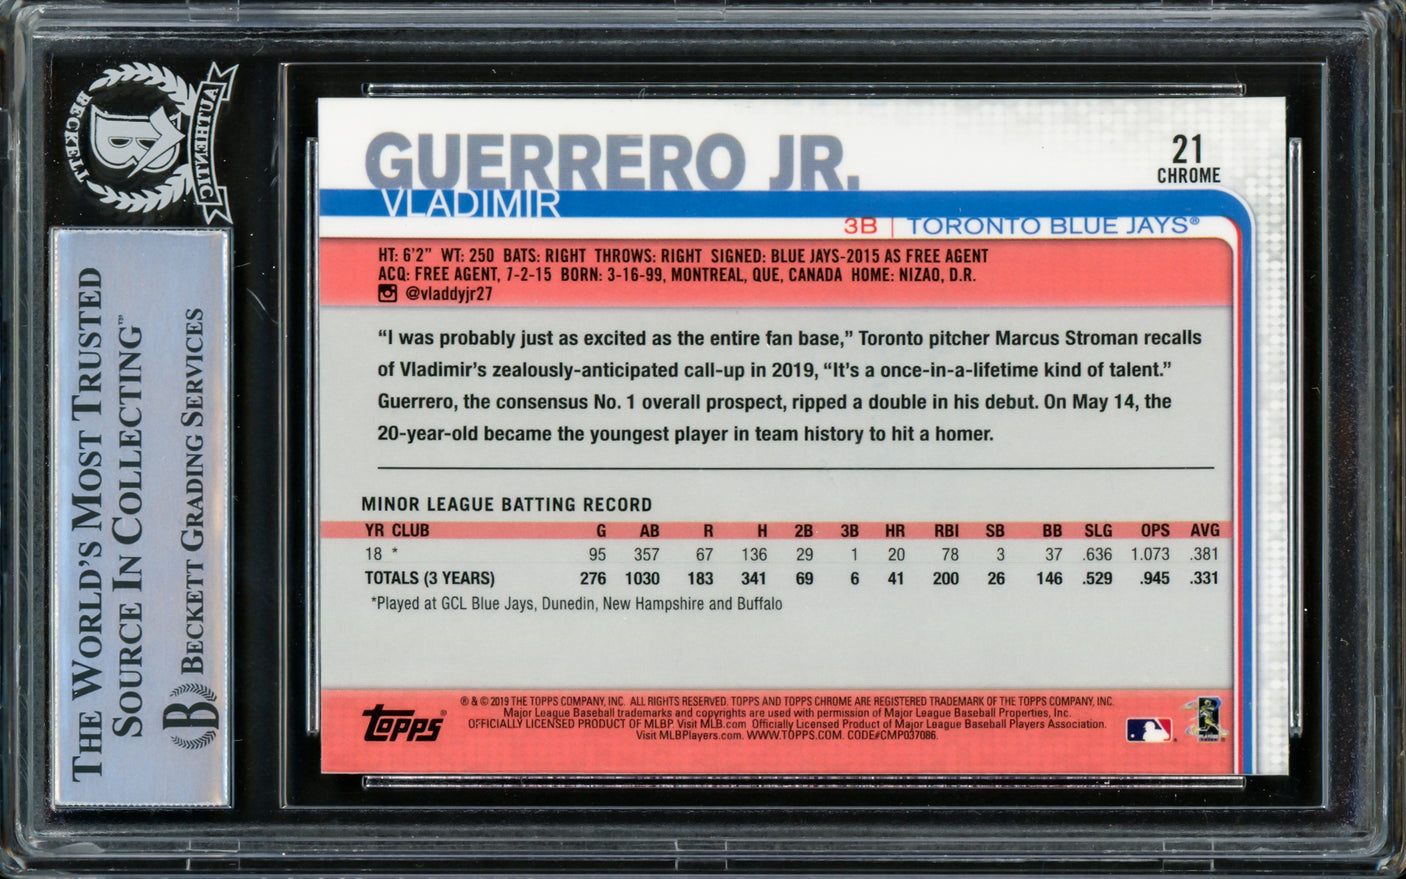 BECKETT
AUTHENTIC
THE WORLD'S MOST TRUSTED
SOURCE IN COLLECTING™
BECKETT GRADING SERVICES
GUERRERO JR.
VLADIMIR
21
CHROME
3B | TORONTO BLUE JAYS®
HT: 6'2" WT: 250 BATS: RIGHT THROWS: RIGHT SIGNED: BLUE JAYS-2015 AS FREE AGENT
ACQ: FREE AGENT, 7-2-15 BORN: 3-16-99, MONTREAL, QUE, CANADA HOME: NIZAO, D.R.
@vladdyjr27
“I was probably just as excited as the entire fan base,” Toronto pitcher Marcus Stroman recalls
of Vladimir’s zealously-anticipated call-up in 2019, “It’s a once-in-a-lifetime kind of talent.”
Guerrero, the consensus No. 1 overall prospect, ripped a double in his debut. On May 14, the
20-year-old became the youngest player in team history to hit a homer.
MINOR LEAGUE BATTING RECORD
YR CLUB G AB R H 2B 3B HR RBI SB BB SLG OPS AVG
18 * 95 357 67 136 29 1 20 78 3 37 .636 1.073 .381
TOTALS (3 YEARS) 276 1030 183 341 69 6 41 200 26 146 .529 .945 .331
*Played at GCL Blue Jays, Dunedin, New Hampshire and Buffalo
topps®
® & © 2019 THE TOPPS COMPANY, INC. ALL RIGHTS RESERVED. TOPPS AND TOPPS CHROME ARE REGISTERED TRADEMARK OF THE TOPPS COMPANY, INC.
Major League Baseball trademarks and copyrights are used with permission of Major League Baseball Properties, Inc.
OFFICIALLY LICENSED PRODUCT OF MLBP Visit MLB.com Officially Licensed Product of Major League Baseball Players Association.
Visit MLBPlayers.com. WWW.TOPPS.COM. CODE#CMP037086.